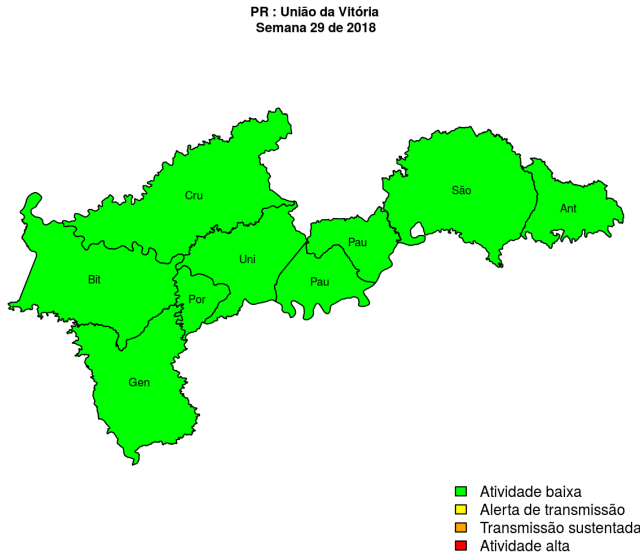 PR : União da Vitória
Semana 29 de 2018
Cru
São
Ant
Pau
Uni
Bit
Pau
Por
Gen
Atividade baixa
Alerta de transmissão
Transmissão sustentada
Atividade alta